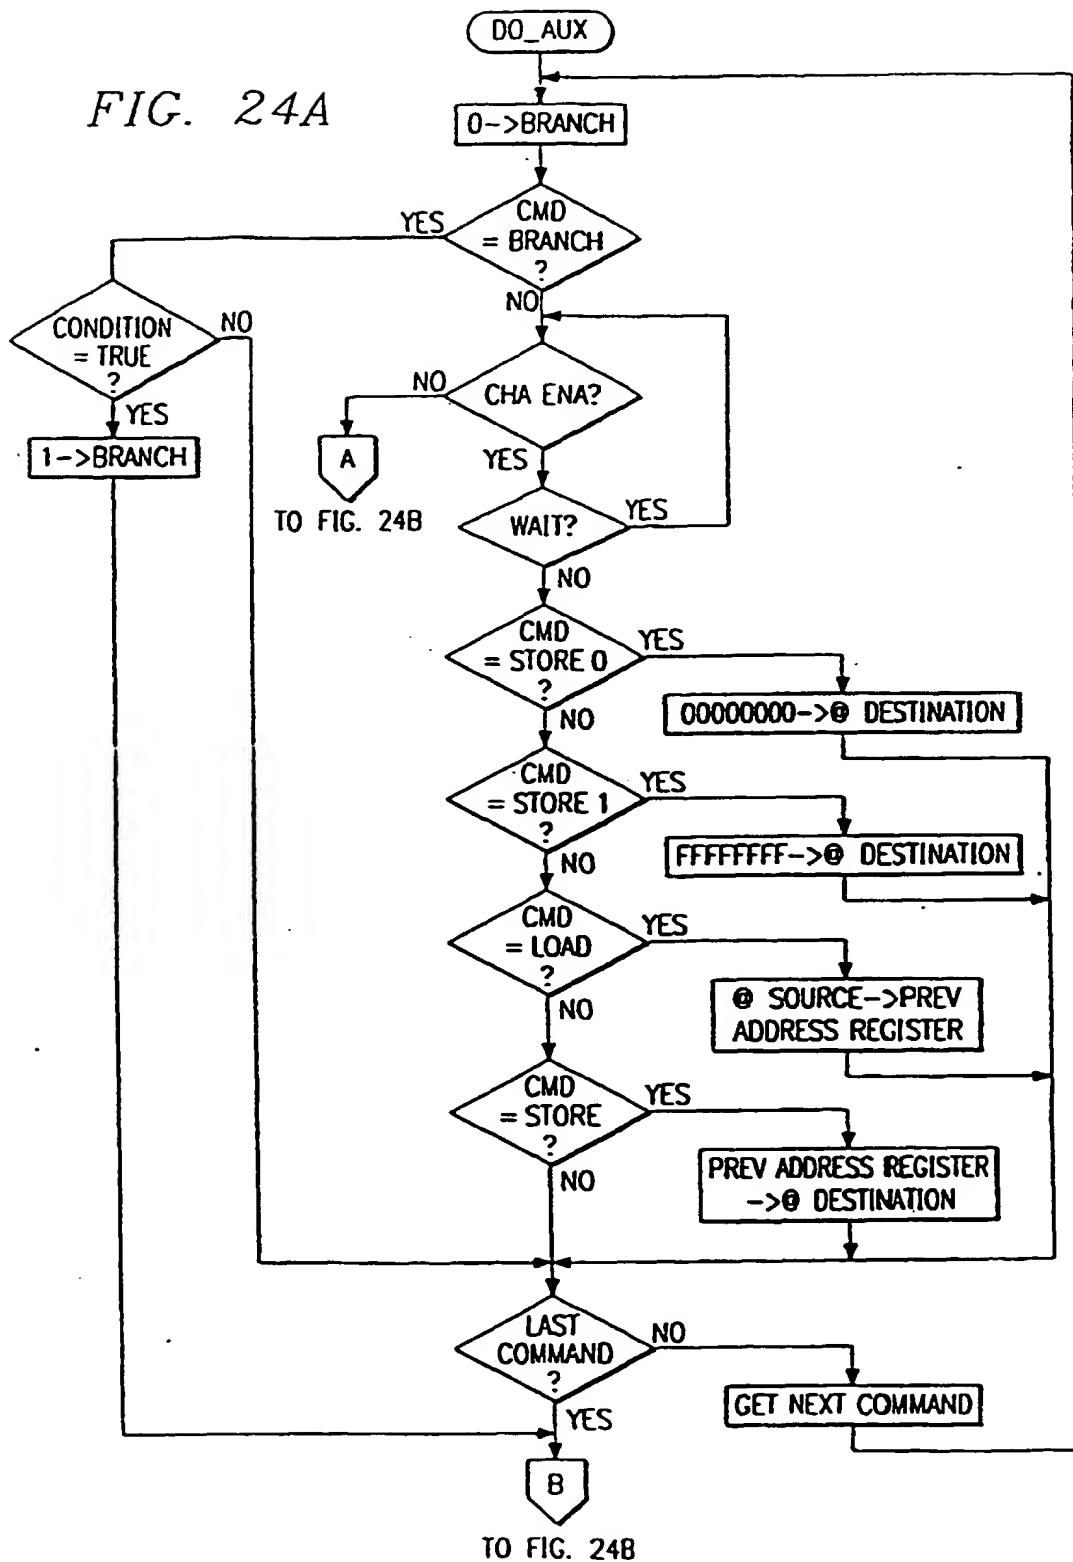 DO_AUX
FIG. 24A
0->BRANCH
CMD
= BRANCH
?
YES
NO
CONDITION
= TRUE
?
NO
YES
1->BRANCH
CHA ENA?
NO
YES
A
TO FIG. 24B
WAIT?
YES
NO
CMD
= STORE 0
?
YES
NO
00000000->@ DESTINATION
CMD
= STORE 1
?
YES
NO
FFFFFFFF->@ DESTINATION
CMD
= LOAD
?
YES
NO
@ SOURCE->PREV
ADDRESS REGISTER
CMD
= STORE
?
YES
NO
PREV ADDRESS REGISTER
->@ DESTINATION
LAST
COMMAND
?
NO
YES
GET NEXT COMMAND
B
TO FIG. 24B